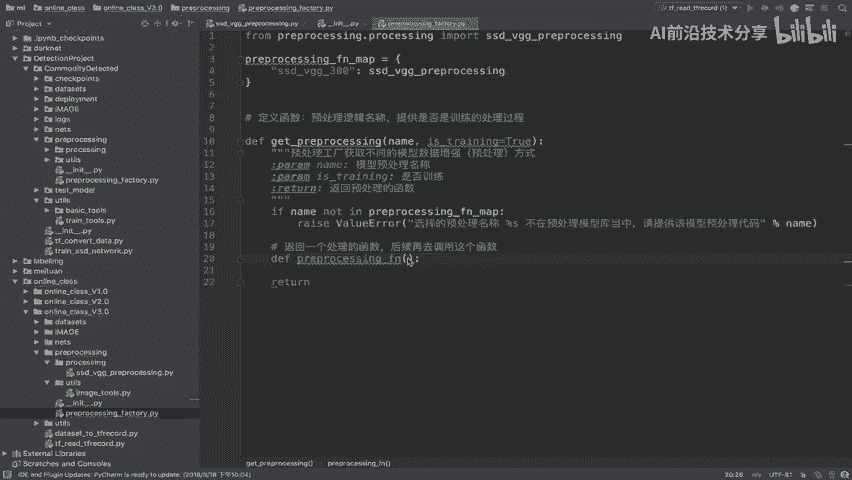 ml
online_class
online_class_V3.0
preprocessing
preprocessing_factory.py
tf_read_tfrecord (1)
ssd_vgg_preprocessing.py
__init__.py
preprocessing_factory.py
AI前沿技术分享 bilibili
.ipynb_checkpoints
darknet
DetectionProject
CommodityDetected
checkpoints
datasets
deployment
IMAGE
logs
nets
preprocessing
processing
utils
__init__.py
preprocessing_factory.py
test_model
utils
basic_tools
train_tools.py
__init__.py
tf_convert_data.py
train_ssd_network.py
labelImg
meituan
online_class
online_class_V1.0
online_class_V2.0
online_class_V3.0
datasets
IMAGE
nets
preprocessing
processing
ssd_vgg_preprocessing.py
utils
image_tools.py
__init__.py
preprocessing_factory.py
utils
dataset_to_tfrecord.py
tf_read_tfrecord.py
External Libraries
Scratches and Consoles
1 from preprocessing.processing import ssd_vgg_preprocessing
2
3 preprocessing_fn_map = {
4 "ssd_vgg_300": ssd_vgg_preprocessing
5 }
6
7
8 # 定义函数：预处理逻辑名称，提供是否是训练的处理过程
9
10 def get_preprocessing(name, is_training=True):
11 """预处理工厂获取不同的模型数据增强（预处理）方式
12 :param name: 模型预处理名称
13 :param is_training: 是否训练
14 :return: 返回预处理的函数
15 """
16 if name not in preprocessing_fn_map:
17 raise ValueError("选择的预处理名称 %s 不在预处理模型库当中，请提供该模型预处理代码" % name)
18
19 # 返回一个处理的函数，后续再去调用这个函数
20 def preprocessing_fn():
21
22 return
get_preprocessing()
preprocessing_fn()
IDE and Plugin Updates: PyCharm is ready to update. (2018/9/18 下午10:04)
20:26
n/a
UTF-8